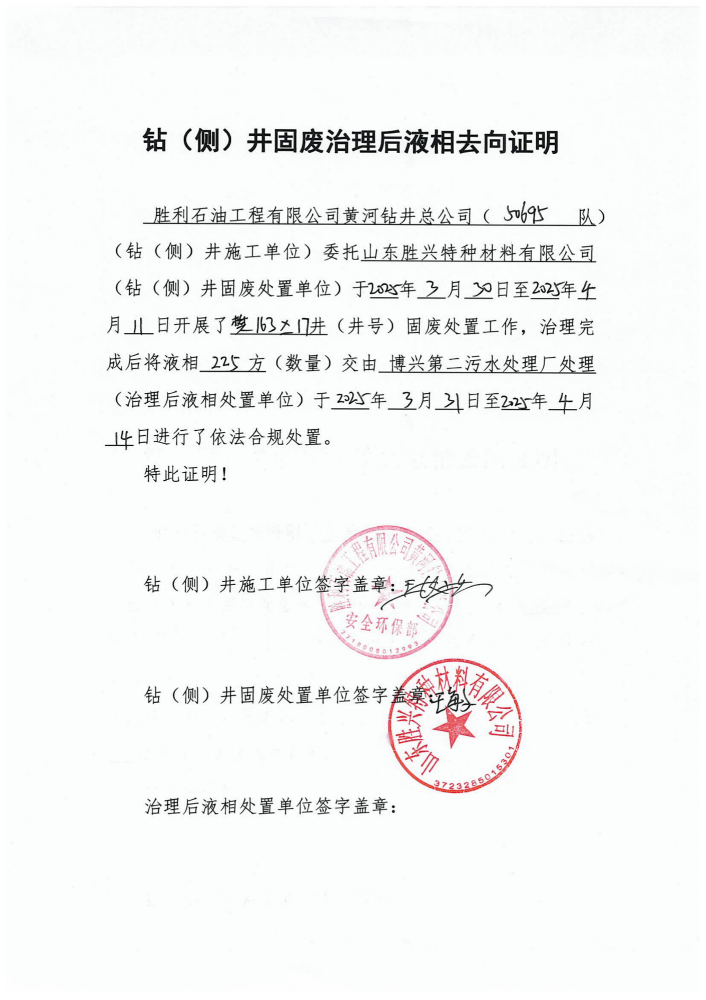 钻（侧）井固废治理后液相去向证明
胜利石油工程有限公司黄河钻井总公司（ 50695 队）
（钻（侧）井施工单位）委托山东胜兴特种材料有限公司
（钻（侧）井固废处置单位）于2025年 3 月 30日至2025年4
月 11 日开展了樊163X17井（井号）固废处置工作，治理完
成后将液相 225 方（数量）交由 博兴第二污水处理厂处理
（治理后液相处置单位）于 2025年 3月 31日至2025年 4 月
14日进行了依法合规处置。
特此证明！
胜利石油工程有限公司黄河钻井总公司
钻（侧）井施工单位签字盖章：
安全环保部
3718008012993
钻（侧）井固废处置单位签字盖章：王海
山东胜兴特种材料有限公司
3723285015301
治理后液相处置单位签字盖章：